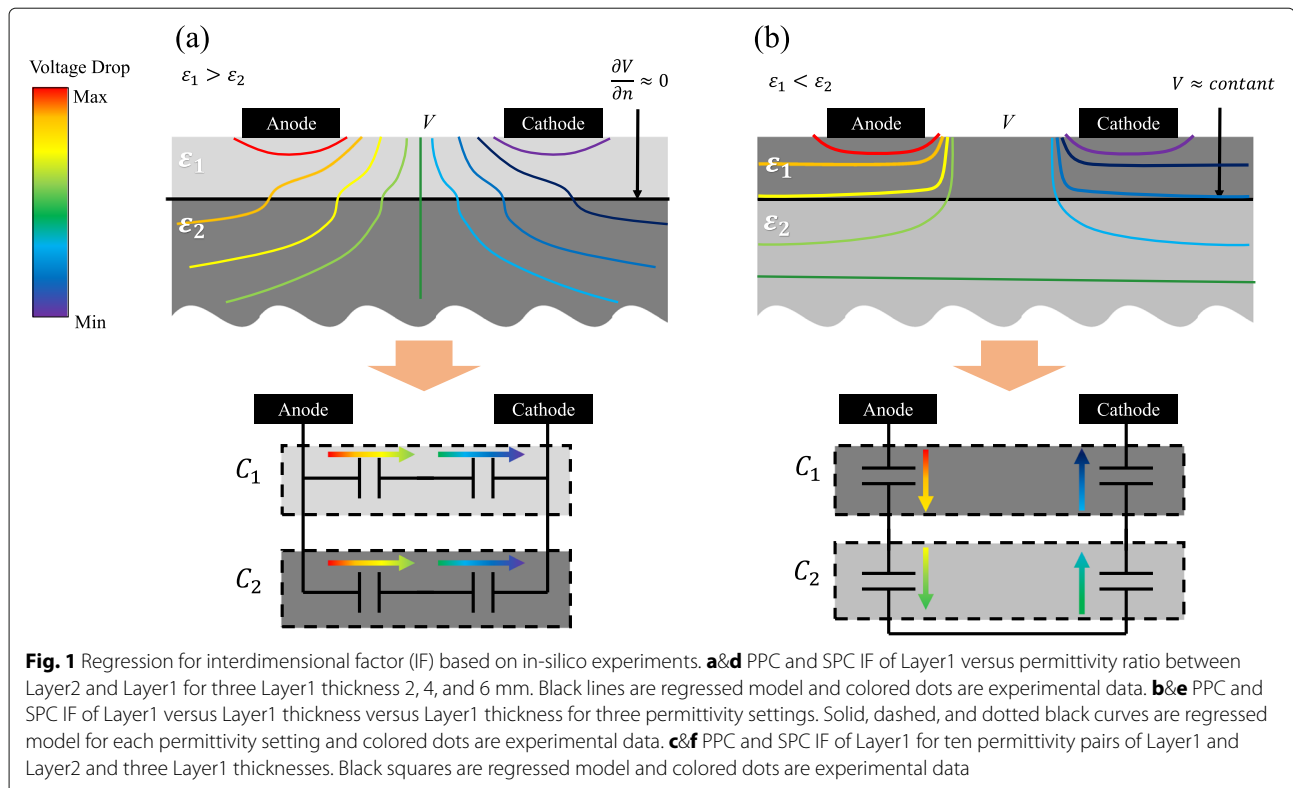 (a)
(b)
Voltage Drop
Max
Min
ε₁ > ε₂
∂V/∂n ≈ 0
Anode
V
Cathode
ε₁
ε₂
ε₁ < ε₂
V ≈ contant
Anode
V
Cathode
ε₁
ε₂
Anode
Cathode
C₁
C₂
Anode
Cathode
C₁
C₂
Fig. 1 Regression for interdimensional factor (IF) based on in-silico experiments. a&d PPC and SPC IF of Layer1 versus permittivity ratio between
Layer2 and Layer1 for three Layer1 thickness 2, 4, and 6 mm. Black lines are regressed model and colored dots are experimental data. b&e PPC and
SPC IF of Layer1 versus Layer1 thickness versus Layer1 thickness for three permittivity settings. Solid, dashed, and dotted black curves are regressed
model for each permittivity setting and colored dots are experimental data. c&f PPC and SPC IF of Layer1 for ten permittivity pairs of Layer1 and
Layer2 and three Layer1 thicknesses. Black squares are regressed model and colored dots are experimental data